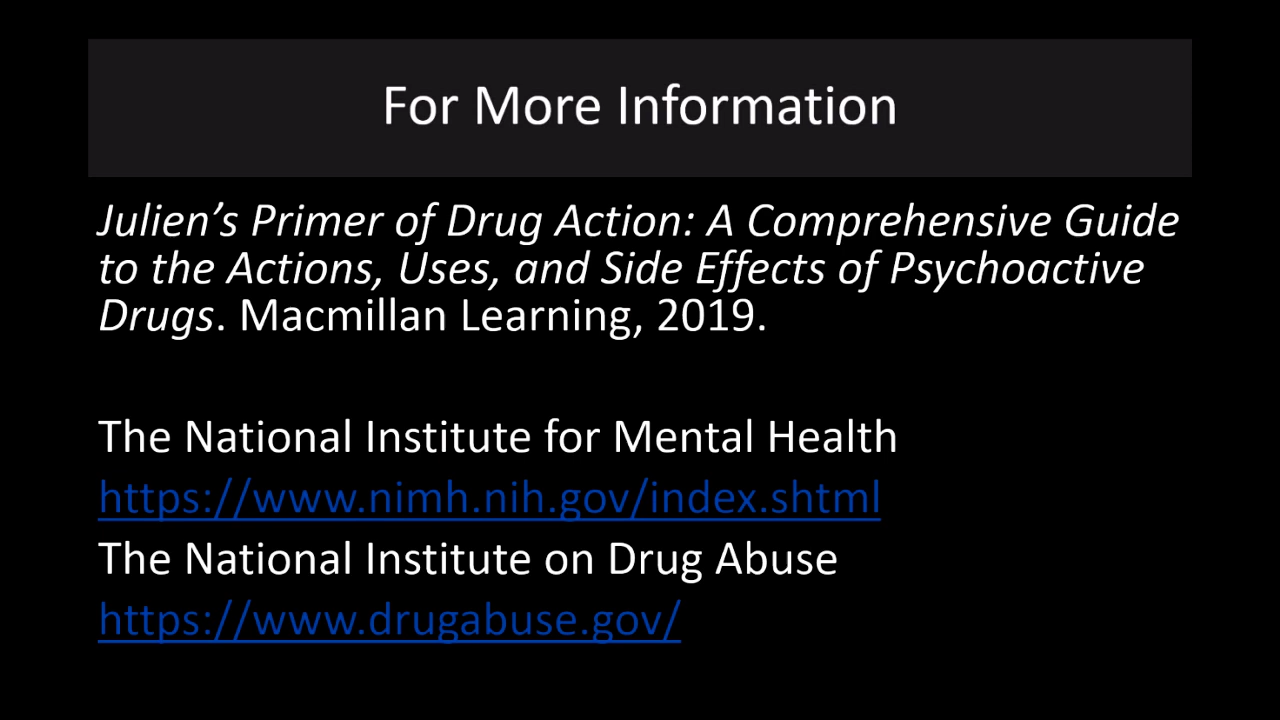 For More Information
Julien’s Primer of Drug Action: A Comprehensive Guide
to the Actions, Uses, and Side Effects of Psychoactive
Drugs. Macmillan Learning, 2019.
The National Institute for Mental Health
https://www.nimh.nih.gov/index.shtml
The National Institute on Drug Abuse
https://www.drugabuse.gov/